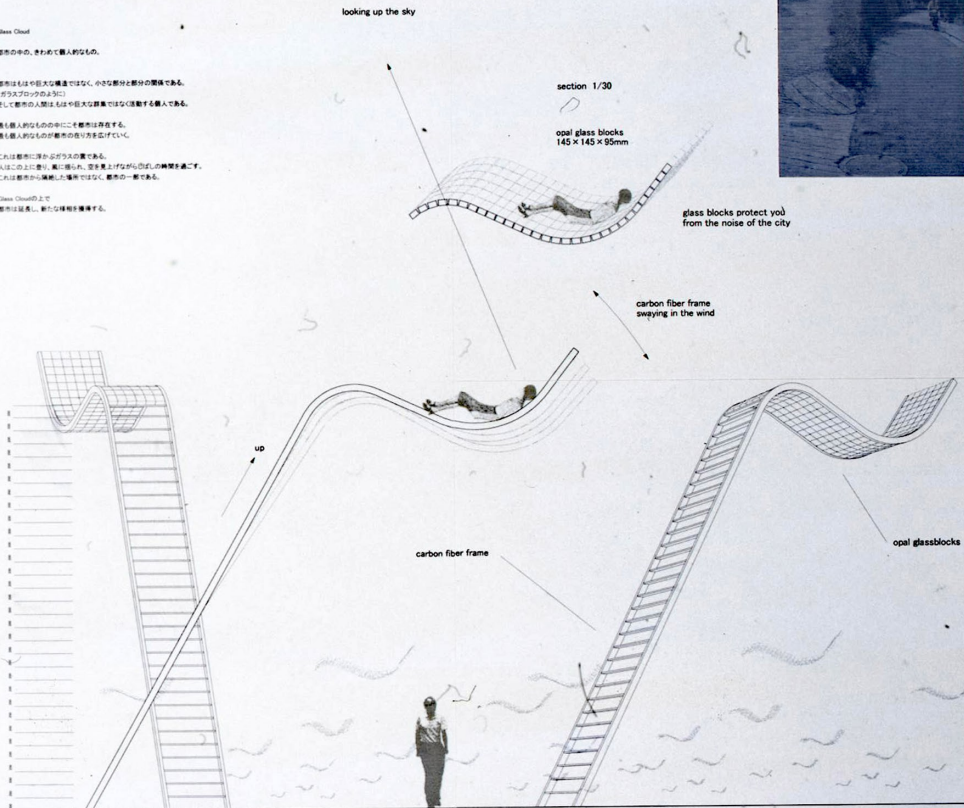 looking up the sky
Glass Cloud
都市の中の、きわめて個人的なもの。
都市はもはや巨大な構造ではなく、小さな部分と部分の関係である。
(ガラスブロックのように)
そして都市の人間は、もはや巨大な群集ではなく活動する個人である。
最も個人的なものの中にこそ都市は存在する。
最も個人的なものが都市の在り方を広げていく。
これは都市に浮かぶガラスの雲である。
人はこの上に登り、風に揺られ、空を見上げながらしばしの時間を過ごす。
これは都市から隔絶した場所ではなく、都市の一部である。
Glass Cloudの上で
都市は延長し、新たな様相を獲得する。
section 1/30
opal glass blocks
145×145×95mm
glass blocks protect you
from the noise of the city
carbon fiber frame
swaying in the wind
up
carbon fiber frame
opal glassblocks